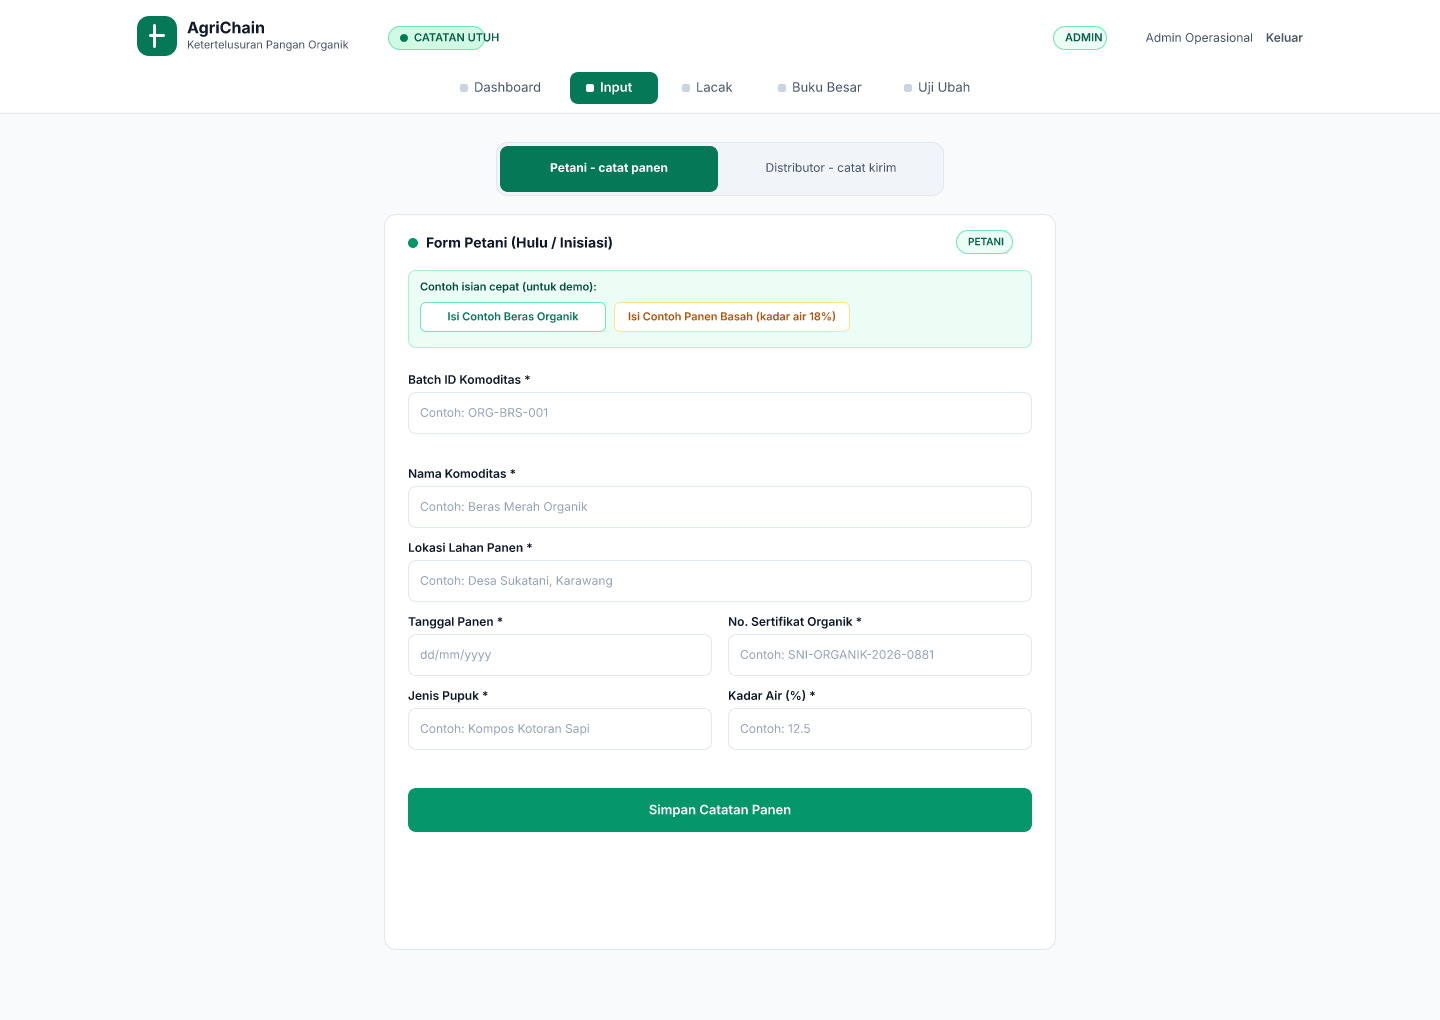 AgriChain
Ketertelusuran Pangan Organik
CATATAN UTUH
ADMIN
Admin Operasional
Keluar
Dashboard
Input
Lacak
Buku Besar
Uji Ubah
Petani - catat panen
Distributor - catat kirim
Form Petani (Hulu / Inisiasi)
PETANI
Contoh isian cepat (untuk demo):
Isi Contoh Beras Organik
Isi Contoh Panen Basah (kadar air 18%)
Batch ID Komoditas *
Contoh: ORG-BRS-001
Nama Komoditas *
Contoh: Beras Merah Organik
Lokasi Lahan Panen *
Contoh: Desa Sukatani, Karawang
Tanggal Panen *
No. Sertifikat Organik *
dd/mm/yyyy
Contoh: SNI-ORGANIK-2026-0881
Jenis Pupuk *
Kadar Air (%) *
Contoh: Kompos Kotoran Sapi
Contoh: 12.5
Simpan Catatan Panen